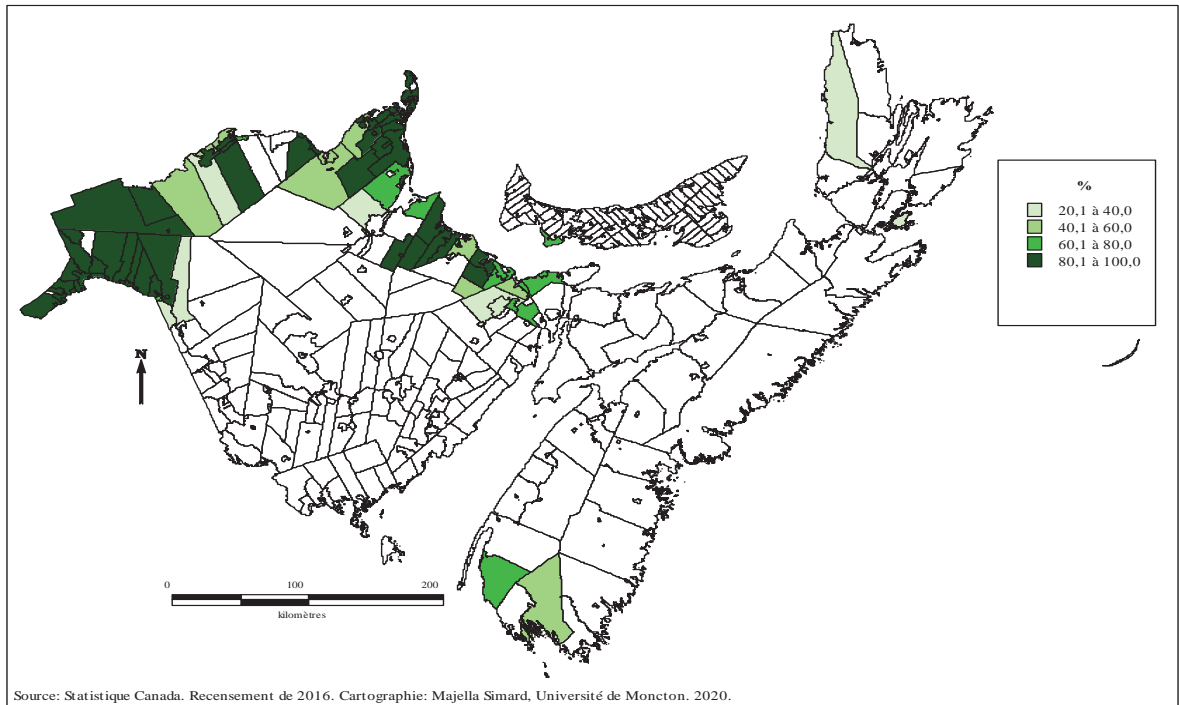 %
20,1 à 40,0
40,1 à 60,0
60,1 à 80,0
80,1 à 100,0
N
0 100 200
kilomètres
Source: Statistique Canada. Recensement de 2016. Cartographie: Majella Simard, Université de Moncton. 2020.